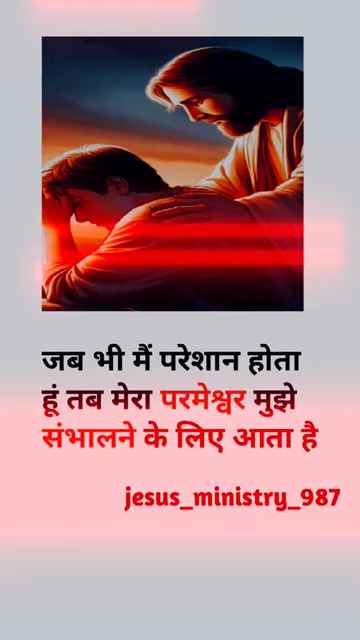 जब भी मैं परेशान होता
हूं तब मेरा परमेश्वर मुझे
संभालने के लिए आता है
jesus_ministry_987